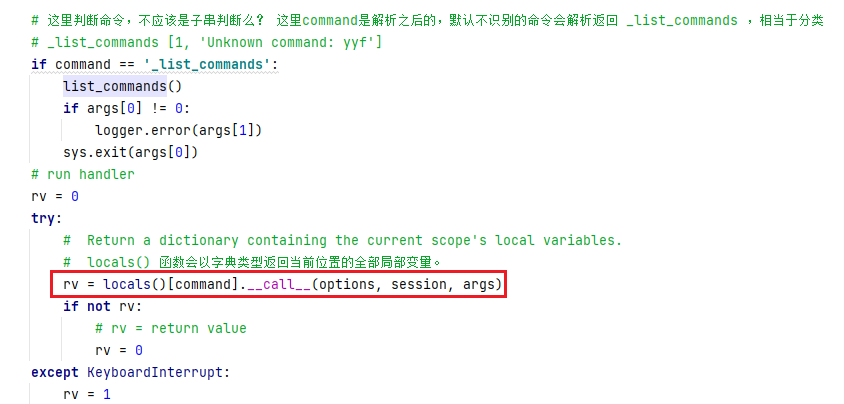 # 这里判断命令，不应该是子串判断么？ 这里command是解析之后的，默认不识别的命令会解析返回 _list_commands ，相当于分类
# _list_commands [1, 'Unknown command: yyf']
if command == '_list_commands':
list_commands()
if args[0] != 0:
logger.error(args[1])
sys.exit(args[0])
# run handler
rv = 0
try:
#  Return a dictionary containing the current scope's local variables.
#  locals() 函数会以字典类型返回当前位置的全部局部变量。
rv = locals()[command].__call__(options, session, args)
if not rv:
# rv = return value
rv = 0
except KeyboardInterrupt:
rv = 1